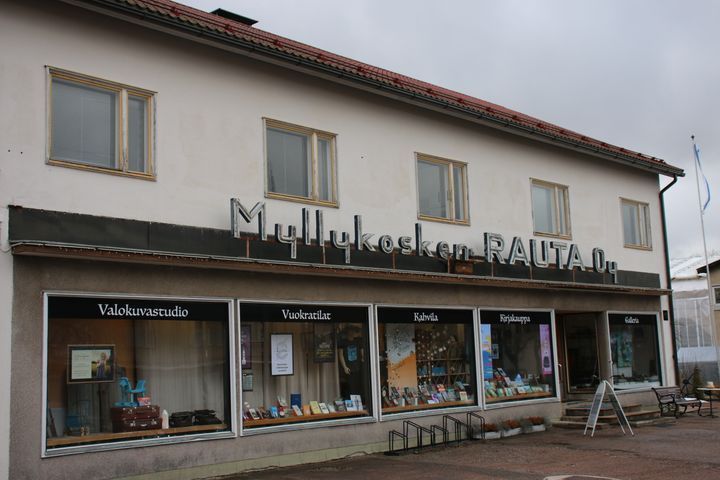 Myllykosken RAUTA Oy
Valokuvastudio
Vuokratilat
Kahvila
Kirjakauppa
Galleria